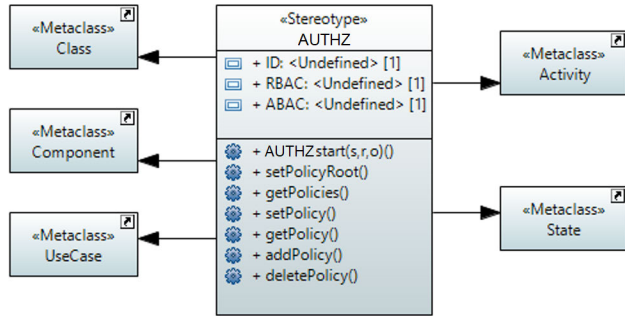 «Metaclass»
Class
«Metaclass»
Component
«Metaclass»
UseCase
«Stereotype»
AUTHZ
+ ID: <Undefined> [1]
+ RBAC: <Undefined> [1]
+ ABAC: <Undefined> [1]
+ AUTHZstart(s,r,o)()
+ setPolicyRoot()
+ getPolicies()
+ setPolicy()
+ getPolicy()
+ addPolicy()
+ deletePolicy()
«Metaclass»
Activity
«Metaclass»
State